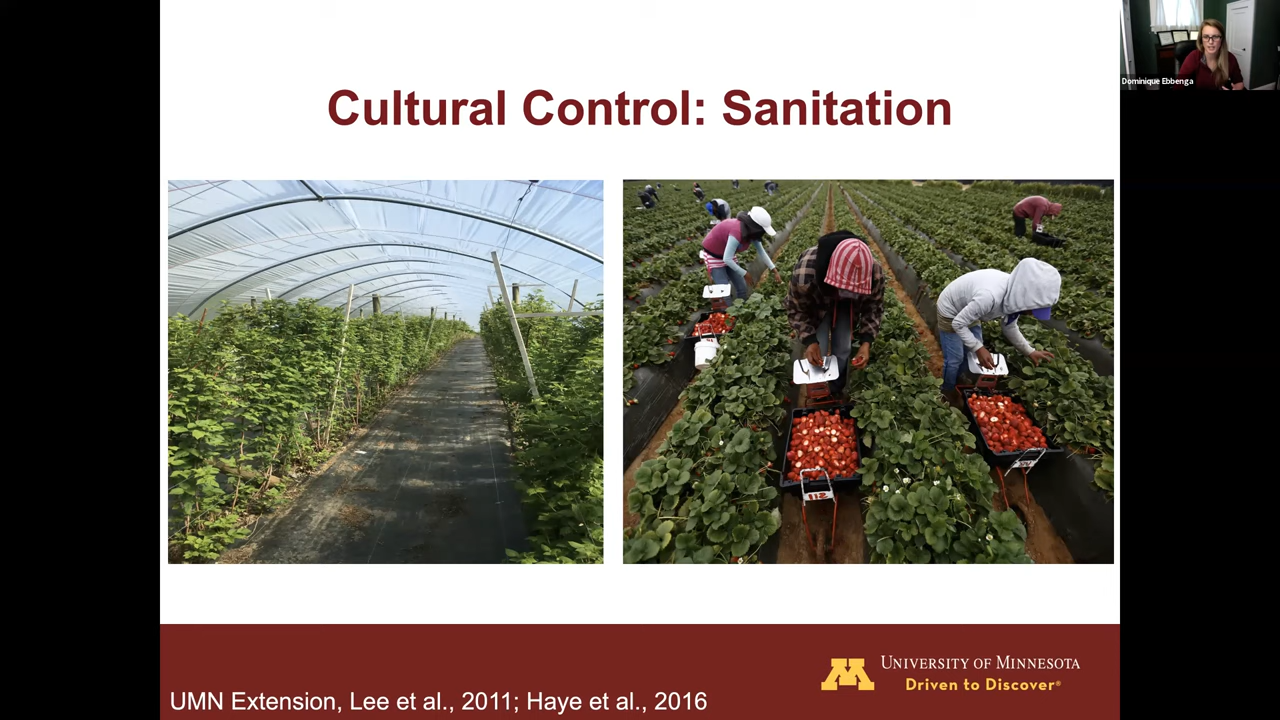 Dominique Ebbenga
Cultural Control: Sanitation
UNIVERSITY OF MINNESOTA
Driven to Discover®
UMN Extension, Lee et al., 2011; Haye et al., 2016